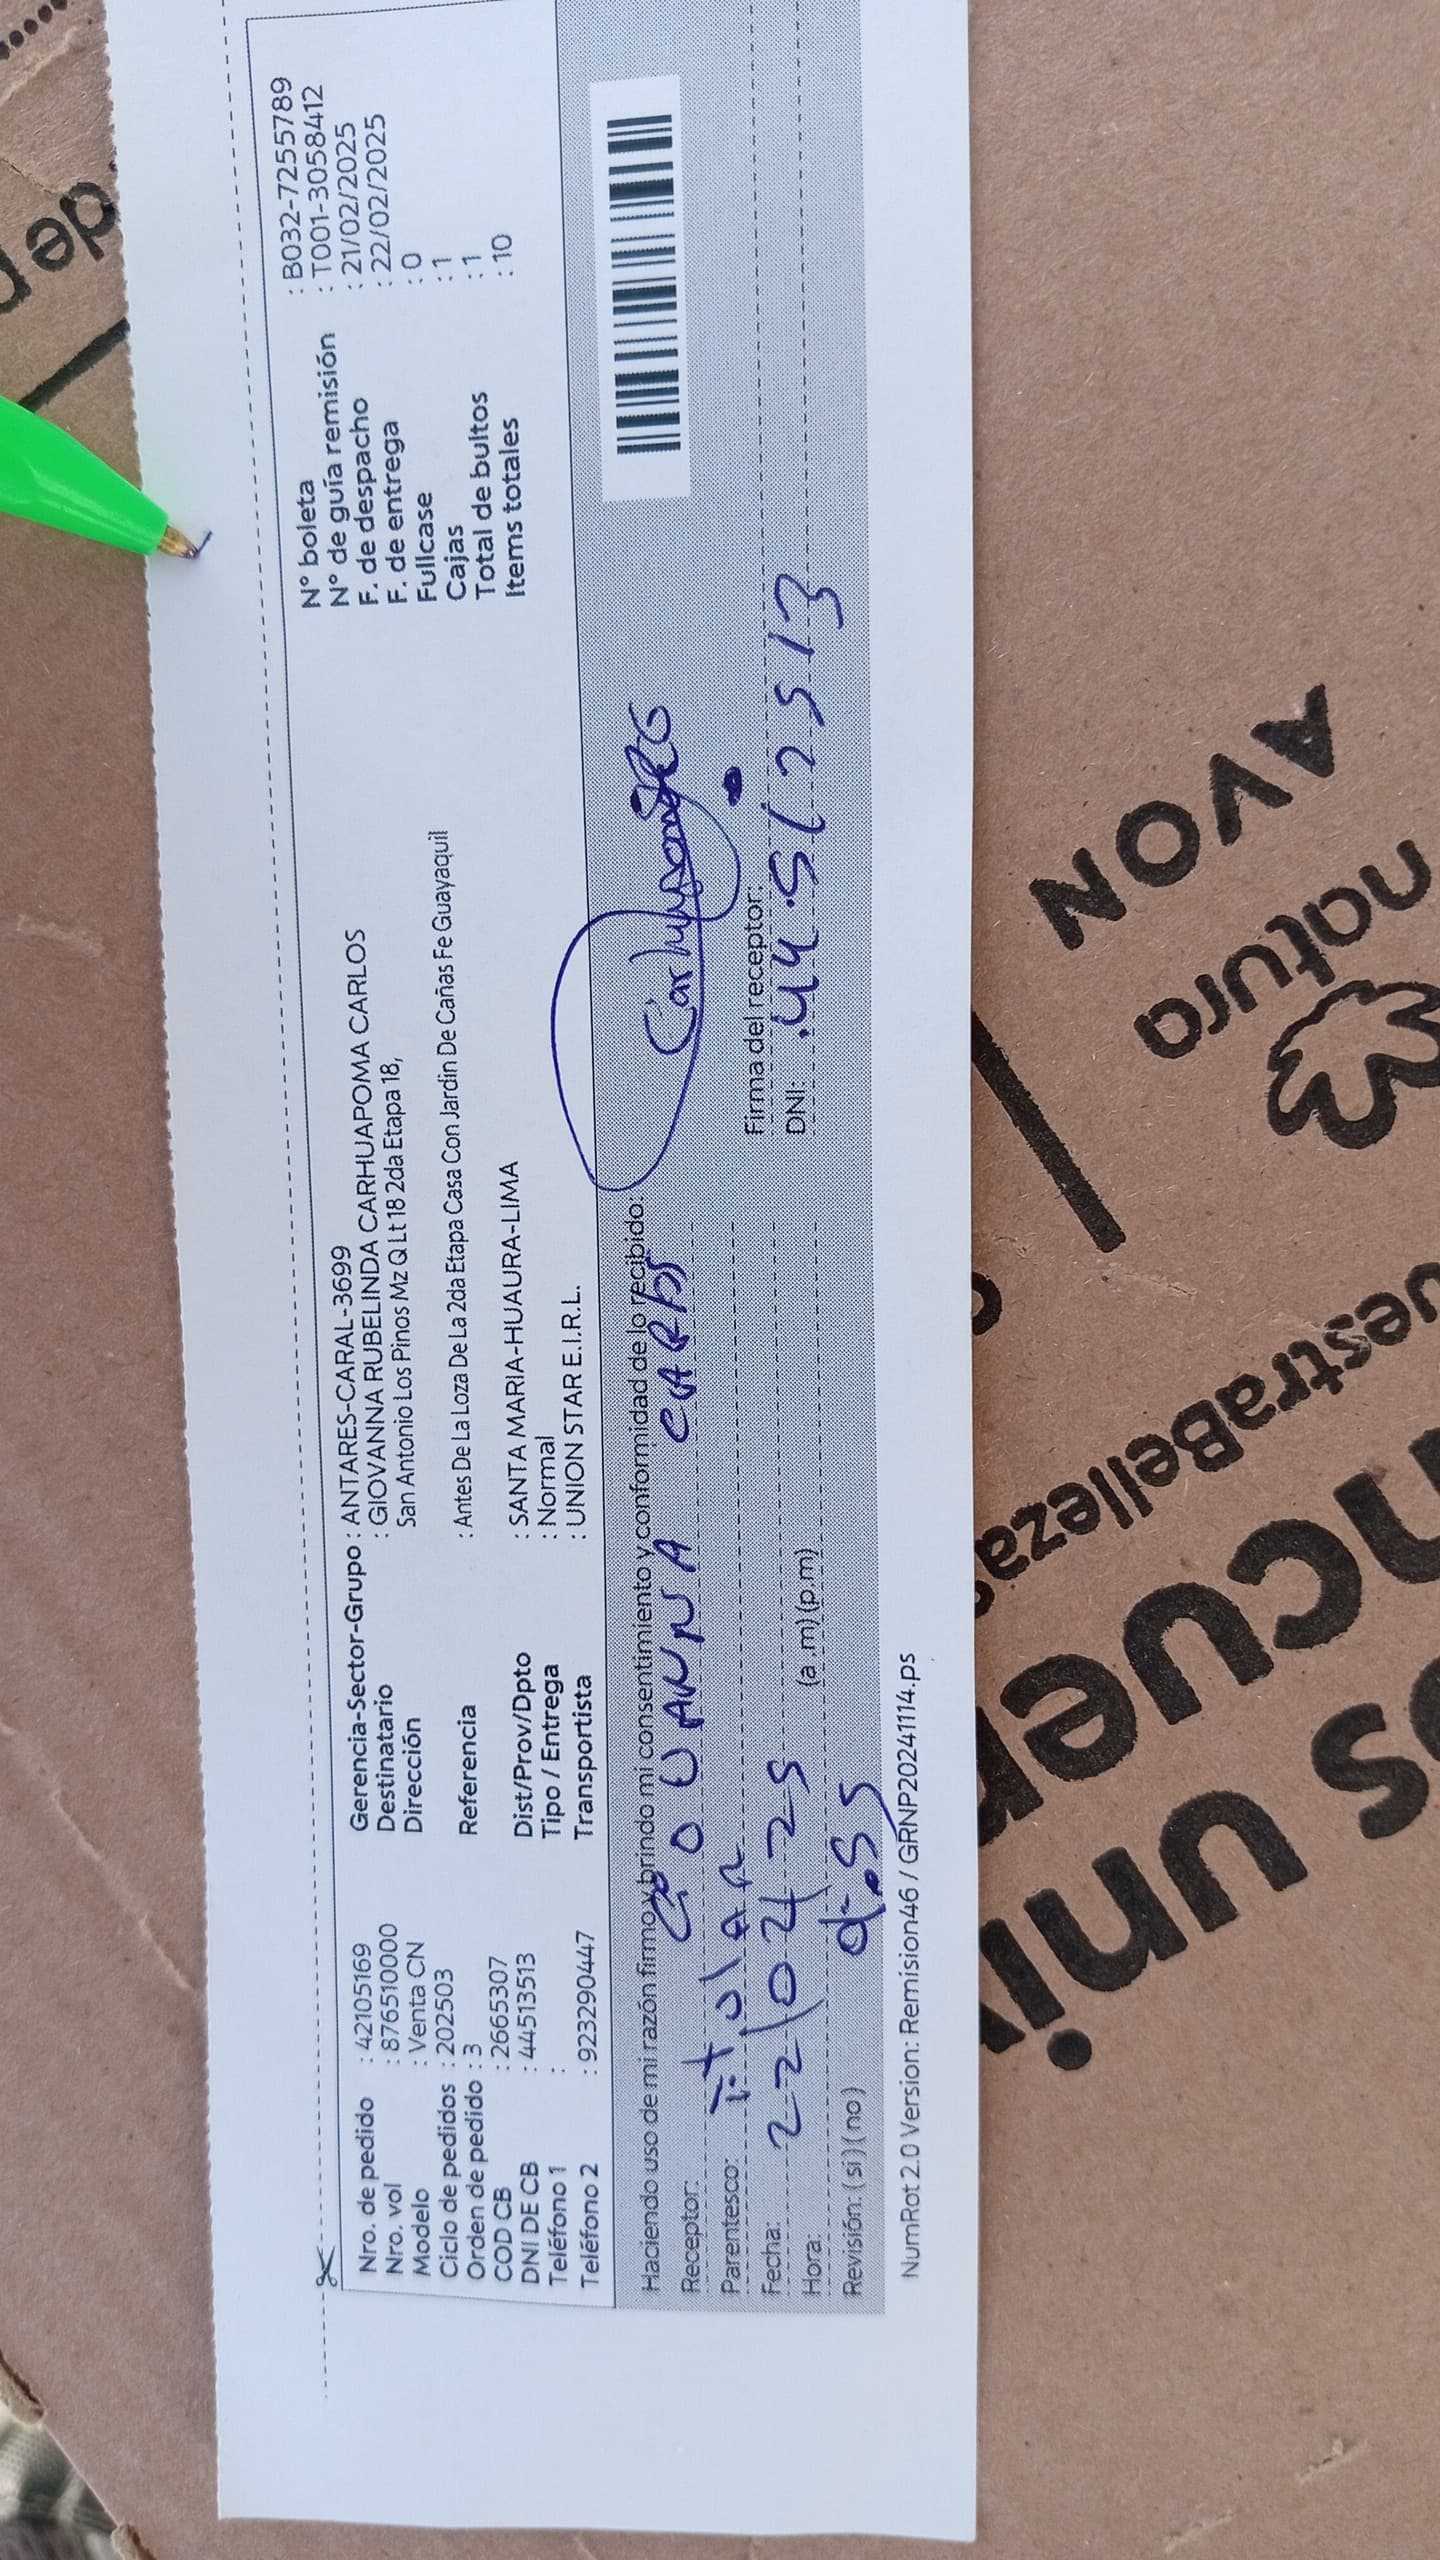 Nro. de pedido : 42105169
Nro. vol : 876510000
Modelo : Venta CN
Ciclo de pedidos : 202503
Orden de pedido : 3
COD CB : 2665307
DNI DE CB : 44513513
Teléfono 1 :
Teléfono 2 : 923290447
Gerencia-Sector-Grupo : ANTARES-CARAL-3699
Destinatario : GIOVANNA RUBELINDA CARHUAPOMA CARLOS
Dirección San Antonio Los Pinos Mz Q Lt 18 2da Etapa 18,
Referencia : Antes De La Loza De La 2da Etapa Casa Con Jardin De Cañas Fe Guayaquil
Dist/Prov/Dpto : SANTA MARIA-HUAURA-LIMA
Tipo / Entrega : Normal
Transportista : UNION STAR E.I.R.L.
N° boleta : B032-7255789
N° de guía remisión : T001-3058412
F. de despacho : 21/02/2025
F. de entrega : 22/02/2025
Fullcase : 0
Cajas : 1
Total de bultos : 1
Items totales : 10
Haciendo uso de mi razón firmo y brindo mi consentimiento y conformidad de lo recibido:
Receptor:
Parentesco: titular
Fecha: 22/02/25
Hora: (a .m) (p.m)
Revisión: ( si ) ( no )
Firma del receptor:
DNI:
NumRot 2.0 Version: Remision46 / GRNP20241114.ps
natura
AVON